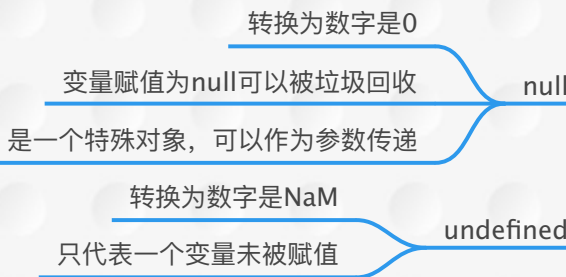 转换为数字是0
变量赋值为null可以被垃圾回收
null
是一个特殊对象，可以作为参数传递
转换为数字是NaM
undefined
只代表一个变量未被赋值